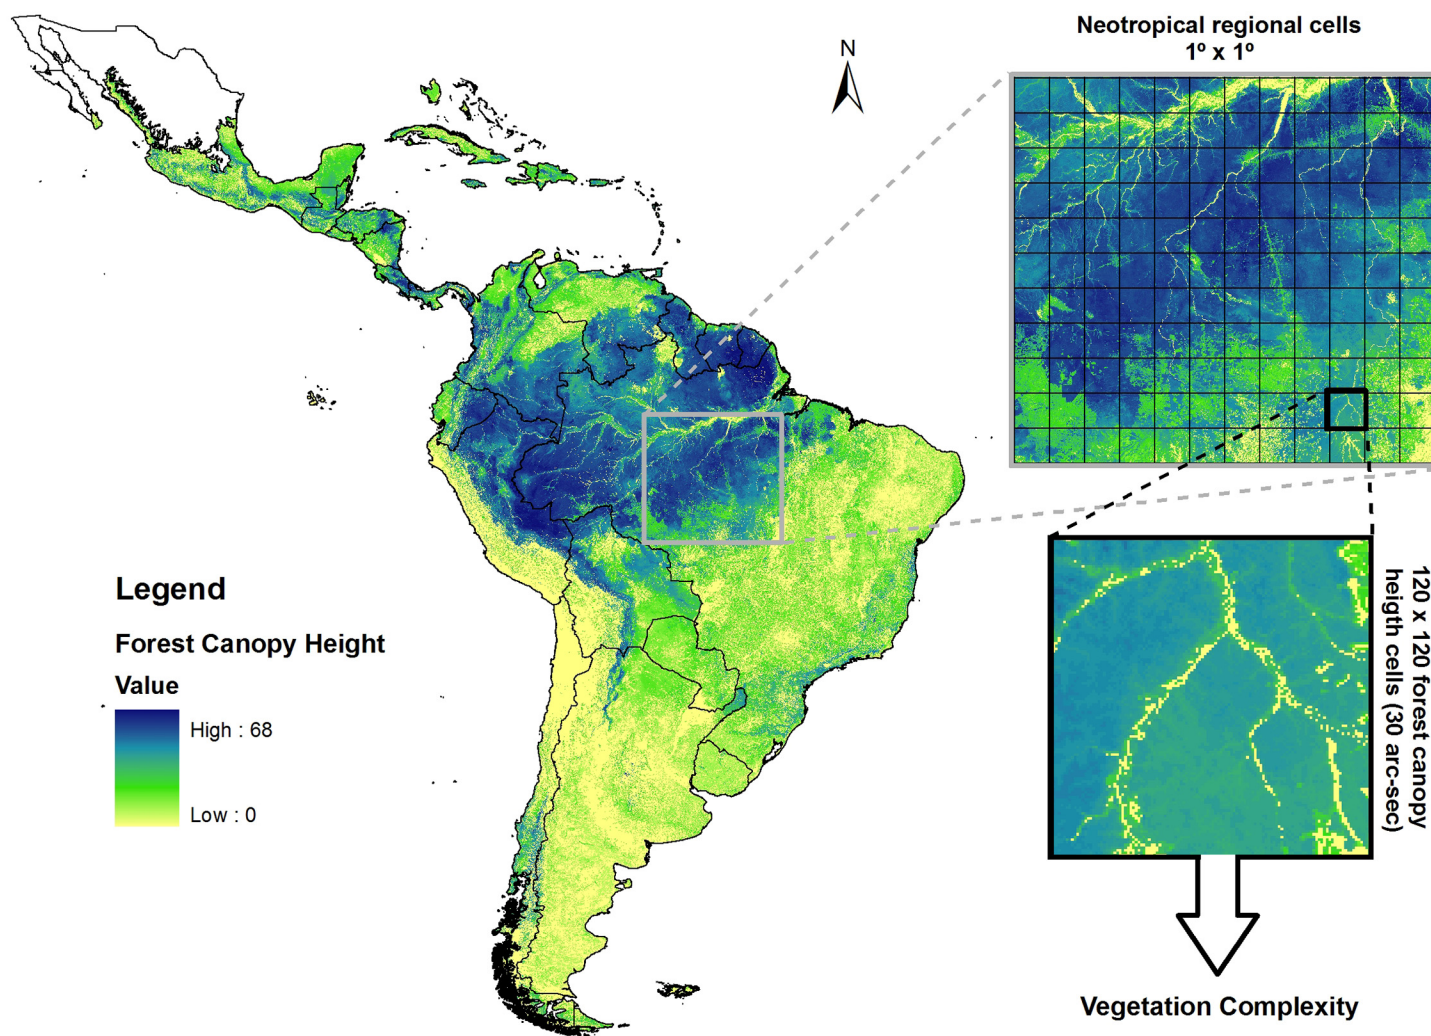 Neotropical regional cells
1º x 1º
N
Legend
Forest Canopy Height
Value
High : 68
Low : 0
120 x 120 forest canopy
heigth cells (30 arc-sec)
Vegetation Complexity